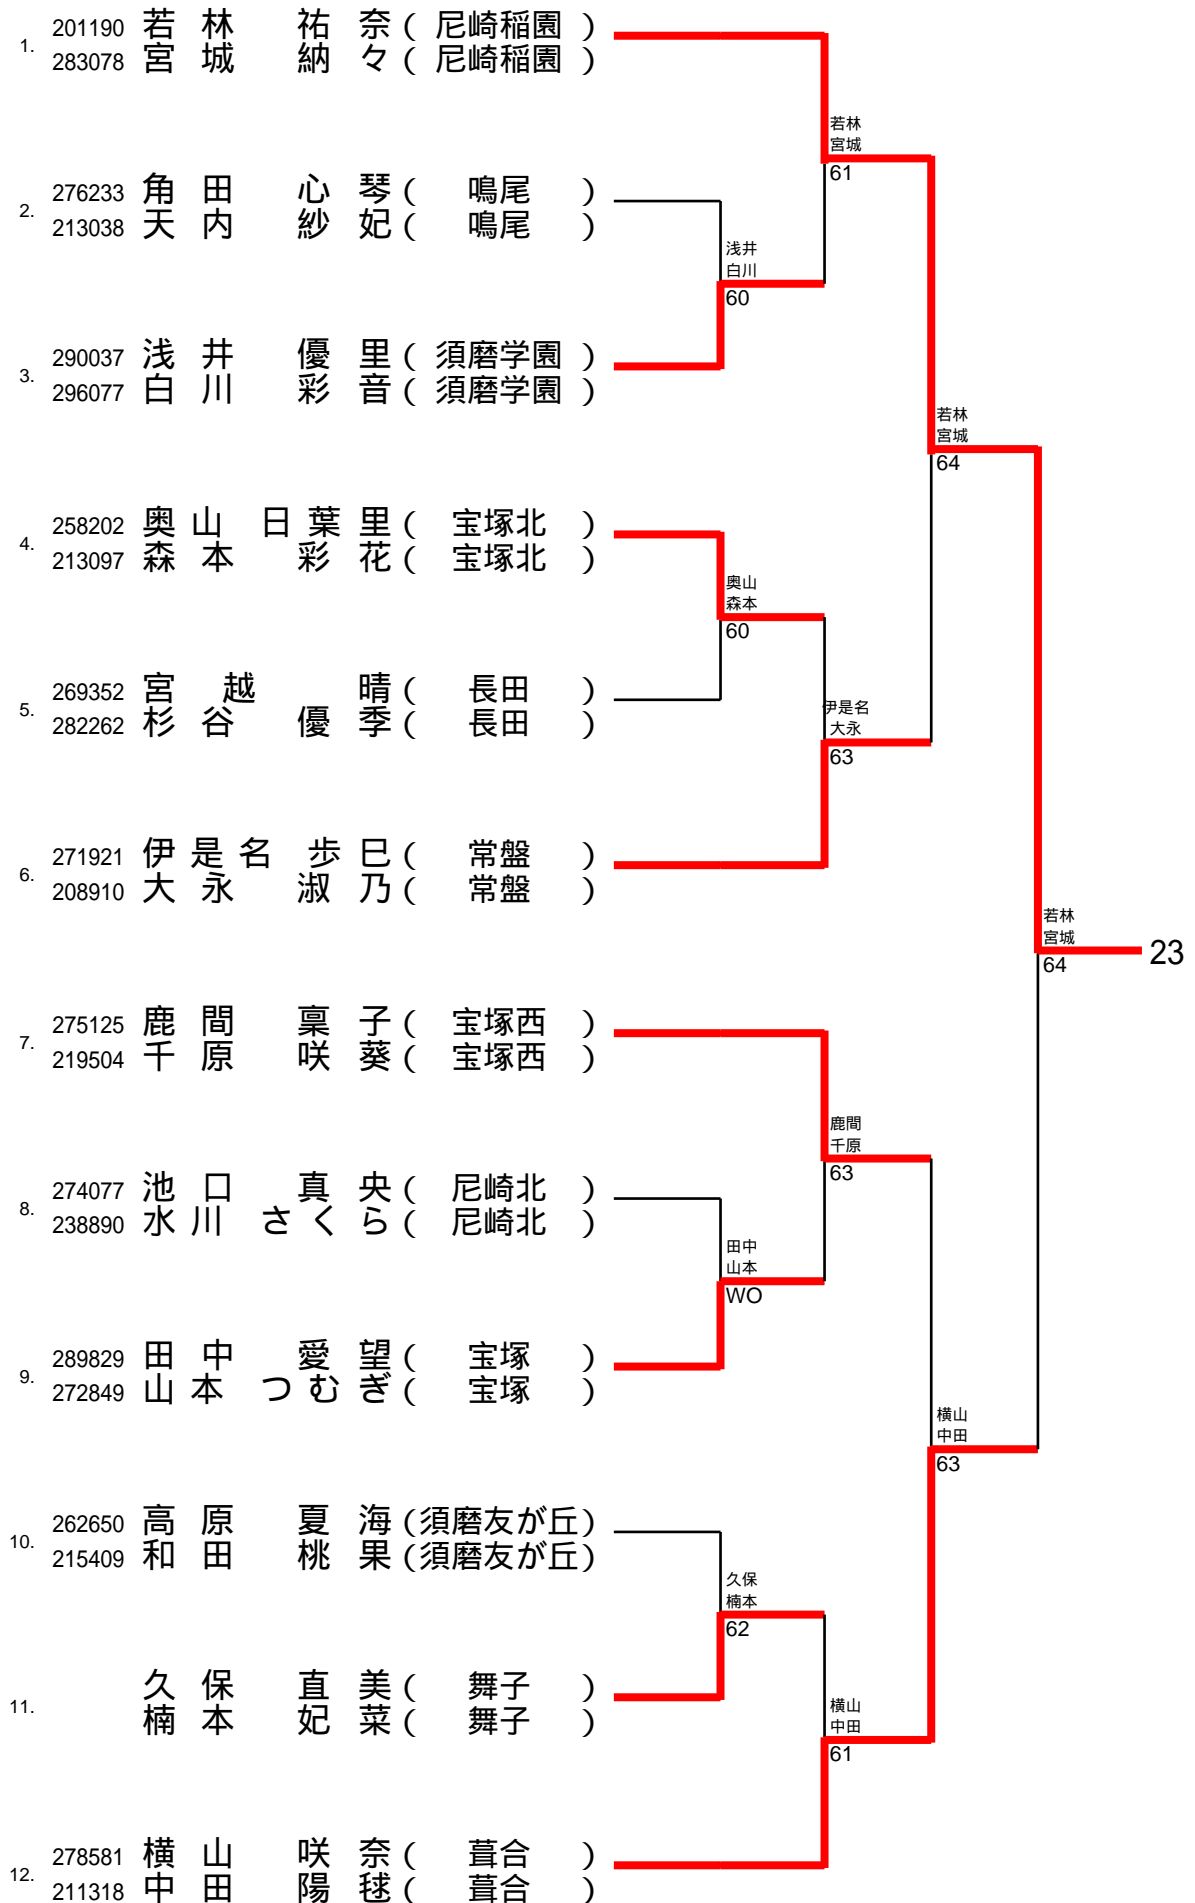 1. 201190 若林 祐奈 ( 尼崎稲園 )
283078 宮城 納々 ( 尼崎稲園 )
若林
宮城
61
2. 276233 角田 心琴 ( 鳴尾 )
213038 天内 紗妃 ( 鳴尾 )
浅井
白川
60
3. 290037 浅井 優里 ( 須磨学園 )
296077 白川 彩音 ( 須磨学園 )
若林
宮城
64
4. 258202 奥山 日葉里 ( 宝塚北 )
213097 森本 彩花 ( 宝塚北 )
奥山
森本
60
5. 269352 宮越 晴 ( 長田 )
282262 杉谷 優季 ( 長田 )
伊是名
大永
63
6. 271921 伊是名 歩巳 ( 常盤 )
208910 大永 淑乃 ( 常盤 )
若林
宮城
64
23
7. 275125 鹿間 稟子 ( 宝塚西 )
219504 千原 咲葵 ( 宝塚西 )
鹿間
千原
63
8. 274077 池口 真央 ( 尼崎北 )
238890 水川 さくら ( 尼崎北 )
田中
山本
WO
9. 289829 田中 愛望 ( 宝塚 )
272849 山本 つむぎ ( 宝塚 )
横山
中田
63
10. 262650 高原 夏海 (須磨友が丘)
215409 和田 桃果 (須磨友が丘)
久保
楠本
62
11. 久保 直美 ( 舞子 )
楠本 妃菜 ( 舞子 )
横山
中田
61
12. 278581 横山 咲奈 ( 葺合 )
211318 中田 陽毬 ( 葺合 )